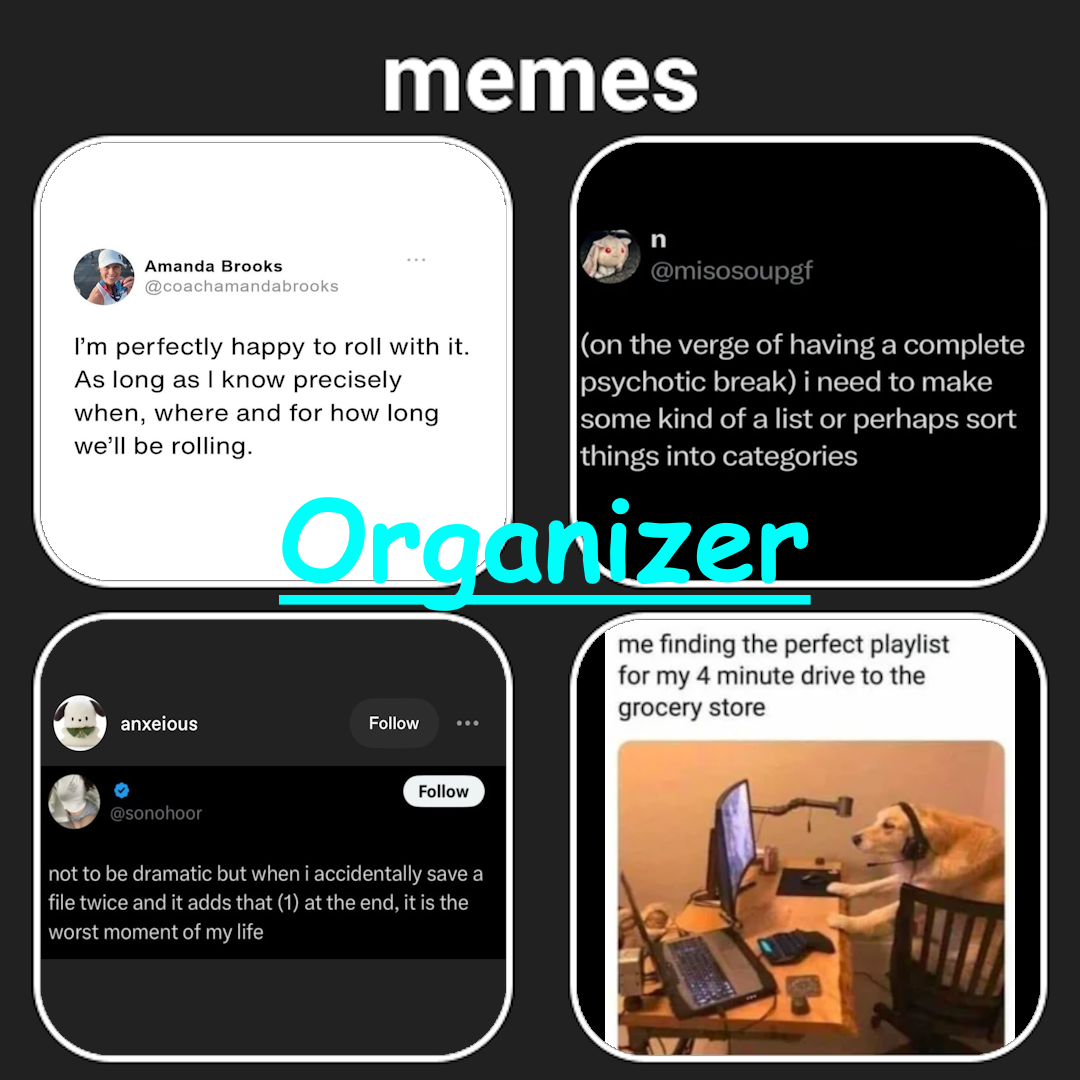 memes
Amanda Brooks
@coachamandabrooks
I'm perfectly happy to roll with it.
As long as I know precisely
when, where and for how long
we'll be rolling.
n
@misosoupgf
(on the verge of having a complete
psychotic break) i need to make
some kind of a list or perhaps sort
things into categories
Organizer
anxeious
Follow
@sonohoor
Follow
not to be dramatic but when i accidentally save a
file twice and it adds that (1) at the end, it is the
worst moment of my life
me finding the perfect playlist
for my 4 minute drive to the
grocery store